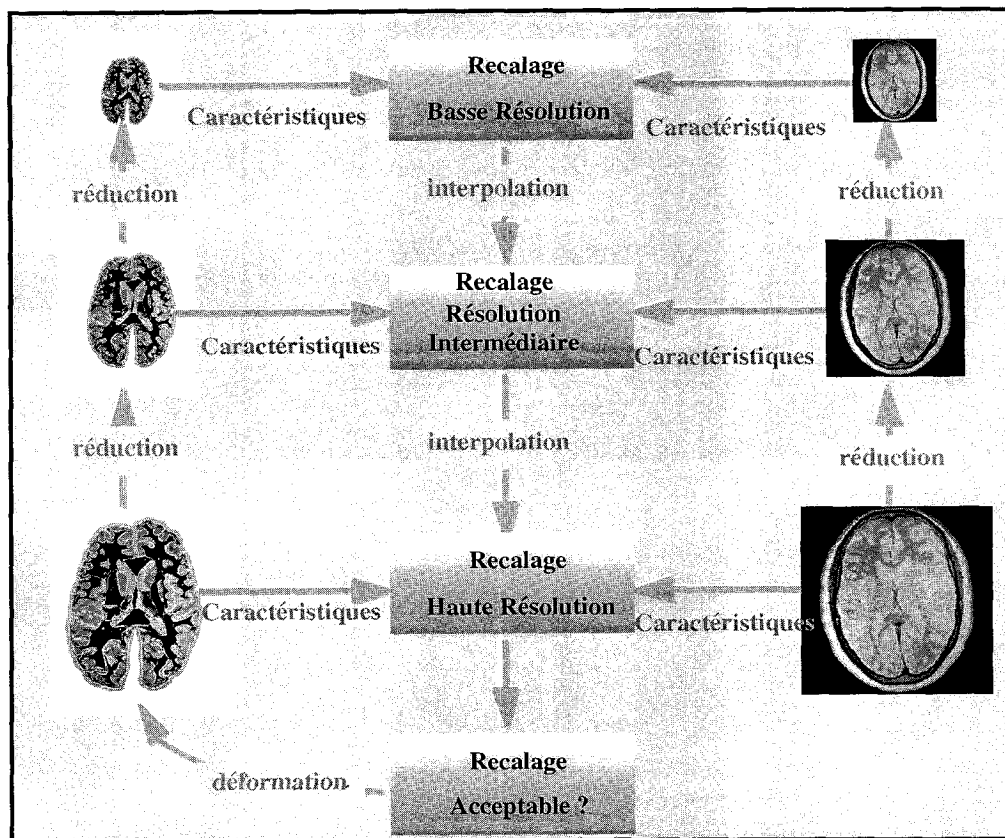 Recalage
Basse Résolution
Caractéristiques
Caractéristiques
réduction
interpolation
réduction
Recalage
Résolution
Intermédiaire
Caractéristiques
Caractéristiques
réduction
interpolation
réduction
Recalage
Haute Résolution
Caractéristiques
Caractéristiques
déformation
Recalage
Acceptable ?